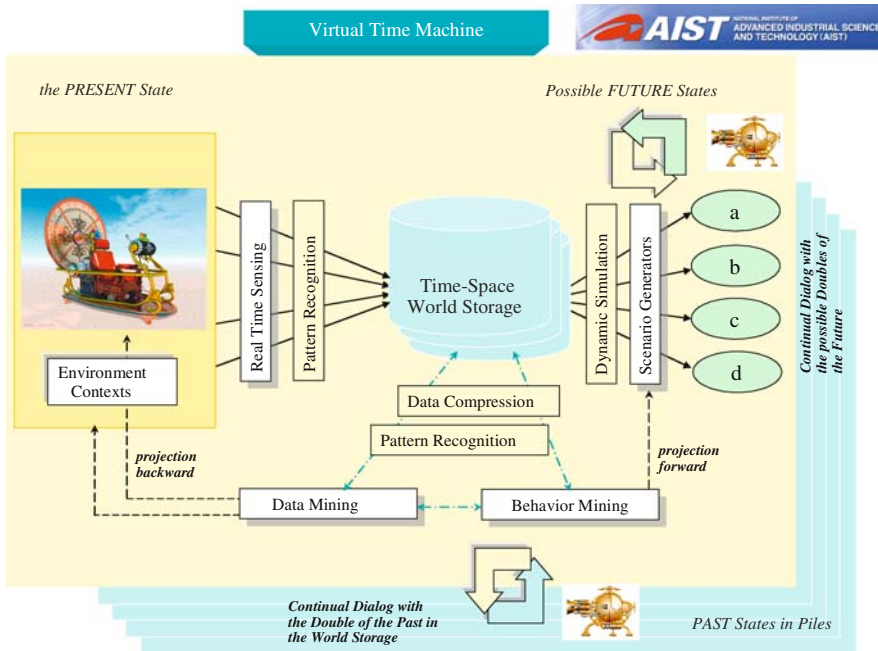 Virtual Time Machine
AIST
NATIONAL INSTITUTE OF
ADVANCED INDUSTRIAL SCIENCE
AND TECHNOLOGY (AIST)
the PRESENT State
Possible FUTURE States
Real Time Sensing
Pattern Recognition
Time-Space
World Storage
Dynamic Simulation
Scenario Generators
a
b
c
d
Continual Dialog with
the possible Doubles of
the Future
Environment
Contexts
Data Compression
Pattern Recognition
projection
backward
projection
forward
Data Mining
Behavior Mining
Continual Dialog with
the Double of the Past in
the World Storage
PAST States in Piles